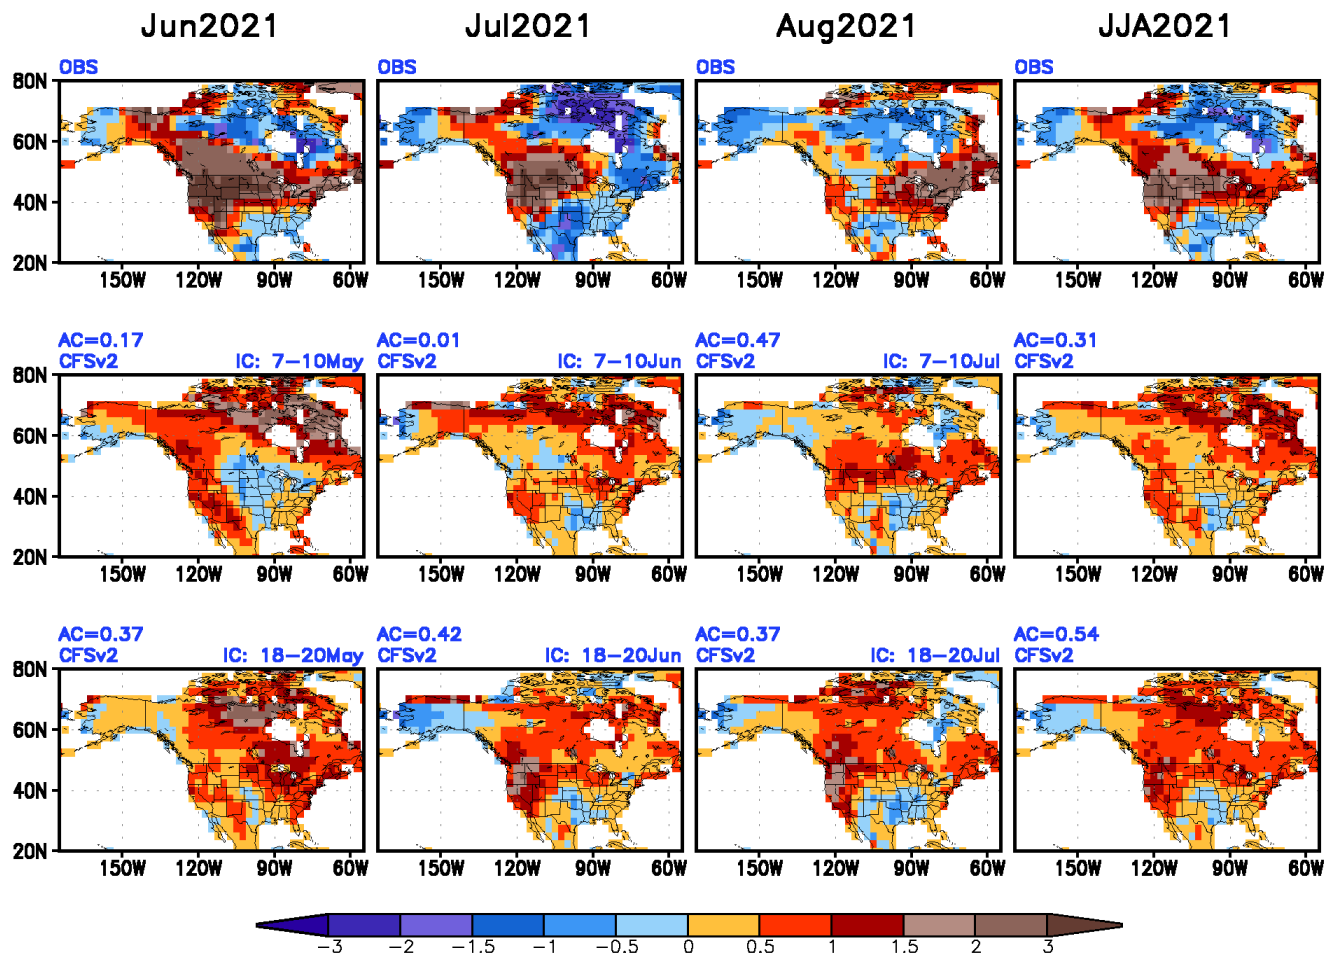 Jun2021 Jul2021 Aug2021 JJA2021
OBS OBS OBS OBS
80N
60N
40N
20N
150W 120W 90W 60W 150W 120W 90W 60W 150W 120W 90W 60W 150W 120W 90W 60W
AC=0.17 AC=0.01 AC=0.47 AC=0.31
CFSv2 IC: 7-10May CFSv2 IC: 7-10Jun CFSv2 IC: 7-10Jul CFSv2
80N
60N
40N
20N
150W 120W 90W 60W 150W 120W 90W 60W 150W 120W 90W 60W 150W 120W 90W 60W
AC=0.37 AC=0.42 AC=0.37 AC=0.54
CFSv2 IC: 18-20May CFSv2 IC: 18-20Jun CFSv2 IC: 18-20Jul CFSv2
80N
60N
40N
20N
150W 120W 90W 60W 150W 120W 90W 60W 150W 120W 90W 60W 150W 120W 90W 60W
-3 -2 -1.5 -1 -0.5 0 0.5 1 1.5 2 3